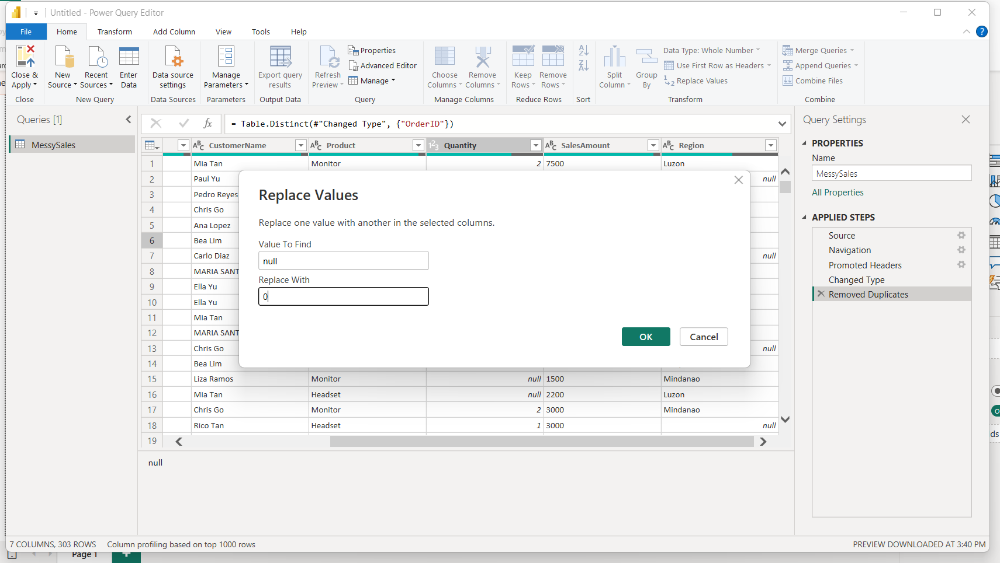 Untitled - Power Query Editor
File Home Transform Add Column View Tools Help
Close & Apply
Close
New Source
Recent Sources
Enter Data
New Query
Data source settings
Data Sources
Manage Parameters
Parameters
Export query results
Output Data
Refresh Preview
Properties
Advanced Editor
Manage
Query
Choose Columns
Remove Columns
Manage Columns
Keep Rows
Remove Rows
Reduce Rows
A
Z
Z
A
Sort
Split Column
Group By
Data Type: Whole Number
Use First Row as Headers
1 2 Replace Values
Transform
Merge Queries
Append Queries
Combine Files
Combine
?
Queries [1]
MessySales
fx
= Table.Distinct(#"Changed Type", {"OrderID"})
ABC CustomerName ABC Product 123 Quantity ABC SalesAmount ABC Region
1 Mia Tan Monitor 2 7500 Luzon
2 Paul Yu null
3 Pedro Reyes
4 Chris Go
5 Ana Lopez
6 Bea Lim
7 Carlo Diaz null
8 MARIA SANT
9 Ella Yu
10 Ella Yu
11 Mia Tan
12 MARIA SANT
13 Chris Go null
14 Bea Lim
15 Liza Ramos Monitor null 1500 Mindanao
16 Mia Tan Headset null 2200 Luzon
17 Chris Go Monitor 2 3000 Mindanao
18 Rico Tan Headset 1 3000 null
19
null
Replace Values
Replace one value with another in the selected columns.
Value To Find
null
Replace With
0
OK Cancel
Query Settings
PROPERTIES
Name
MessySales
All Properties
APPLIED STEPS
Source
Navigation
Promoted Headers
Changed Type
Removed Duplicates
ds
7 COLUMNS, 303 ROWS Column profiling based on top 1000 rows PREVIEW DOWNLOADED AT 3:40 PM
Page 1